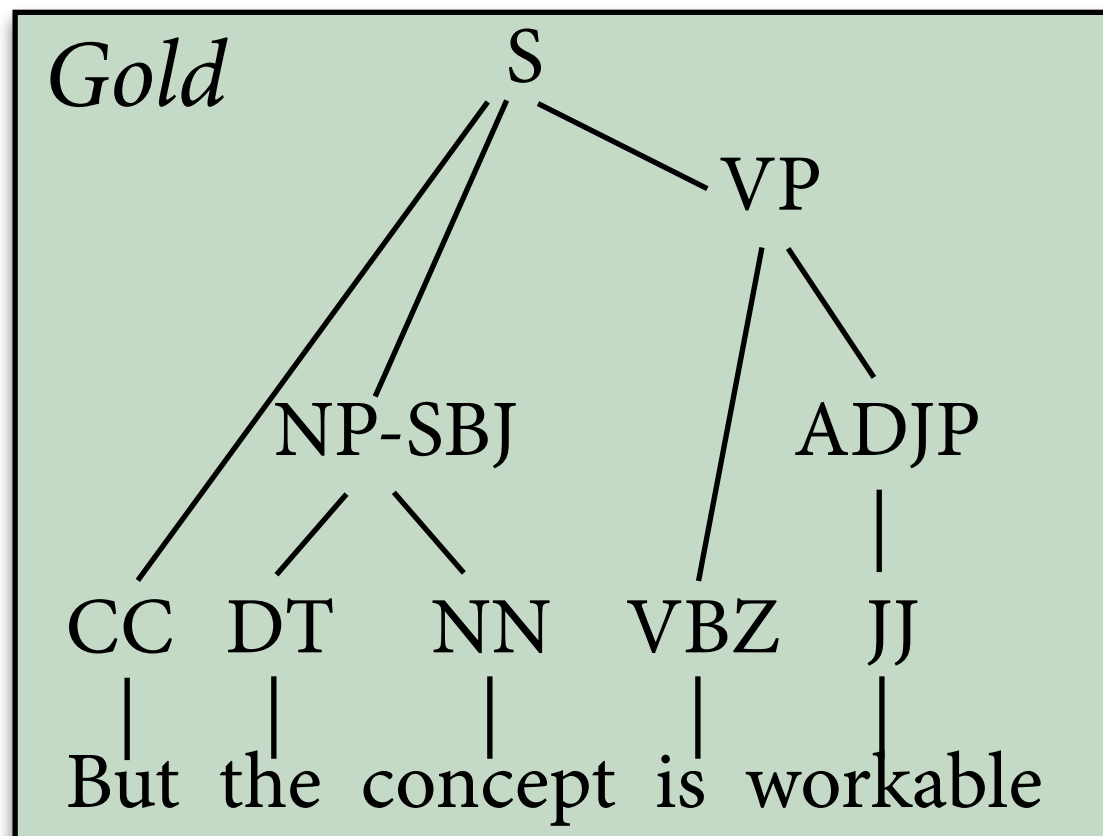 Gold
S
VP
NP-SBJ ADJP
CC DT NN VBZ JJ
But the concept is workable